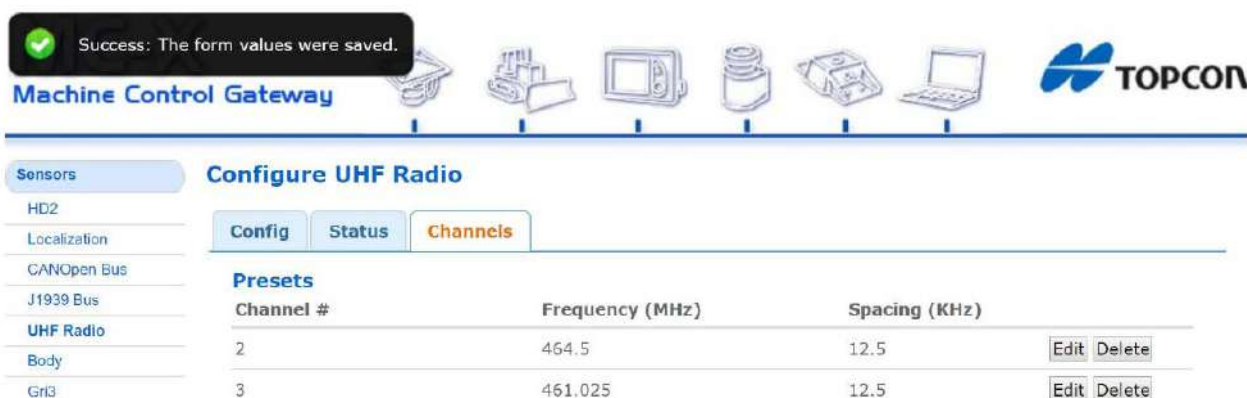 Success: The form values were saved.
Machine Control Gateway
TOPCON
Sensors
HD2
Localization
CANOpen Bus
J1939 Bus
UHF Radio
Body
Gri3
Configure UHF Radio
Config Status Channels
Presets
Channel # Frequency (MHz) Spacing (KHz)
2 464.5 12.5 Edit Delete
3 461.025 12.5 Edit Delete